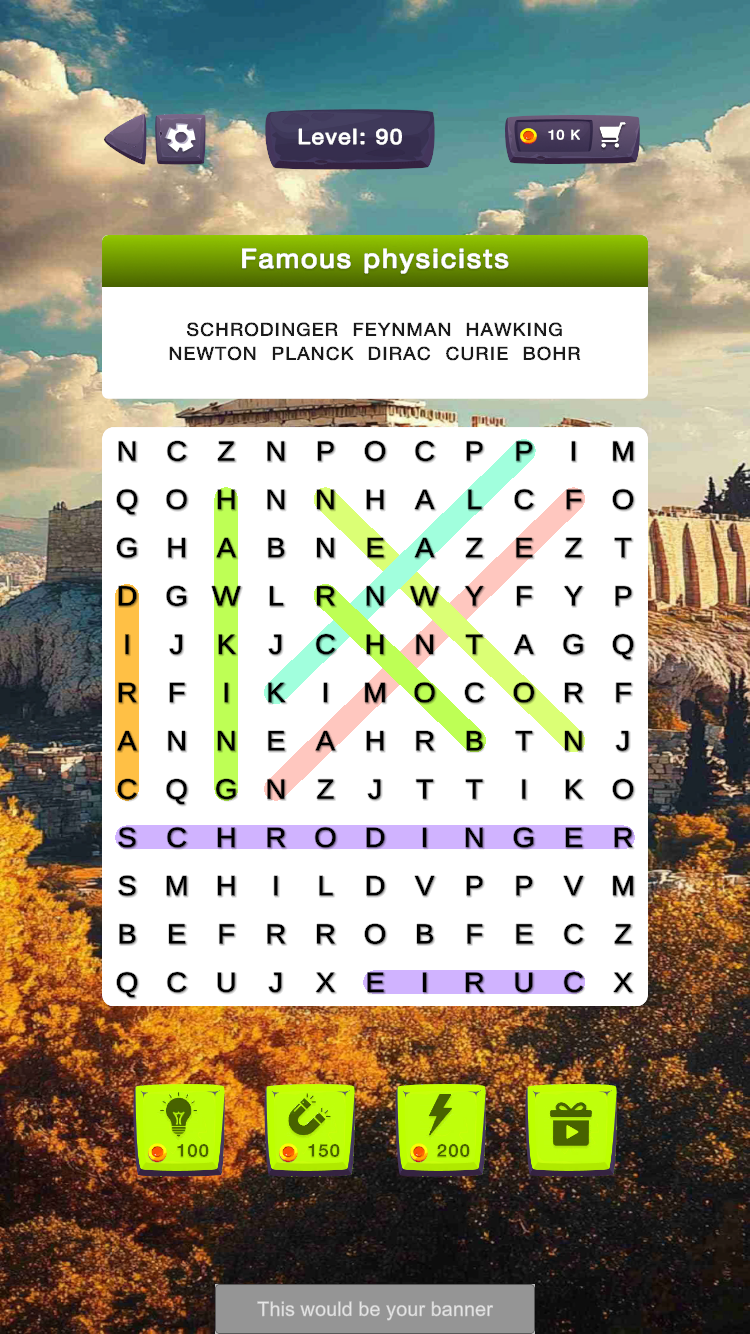 Level: 90
10 K
Famous physicists
SCHRODINGER FEYNMAN HAWKING
NEWTON PLANCK DIRAC CURIE BOHR
N C Z N P O C P P I M
Q O H N N H A L C F O
G H A B N E A Z E Z T
D G W L R N W Y F Y P
I J K J C H N T A G Q
R F I K I M O C O R F
A N N E A H R B T N J
C Q G N Z J T T I K O
S C H R O D I N G E R
S M H I L D V P P V M
B E F R R O B F E C Z
Q C U J X E I R U C X
100 150 200
This would be your banner